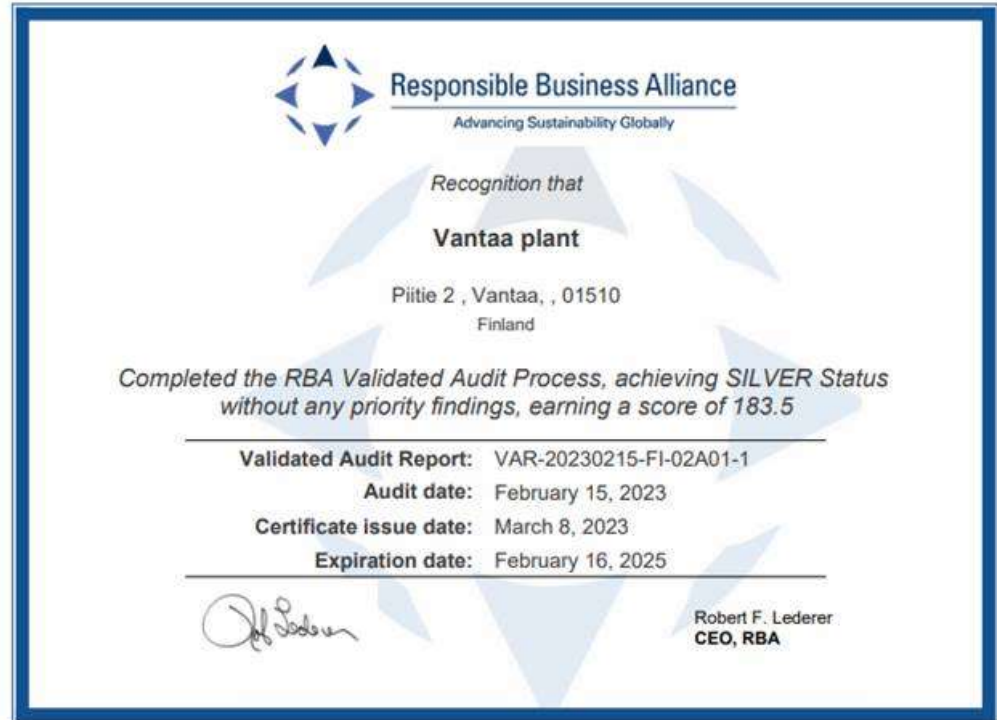 Responsible Business Alliance
Advancing Sustainability Globally
Recognition that
Vantaa plant
Piitie 2 , Vantaa, , 01510
Finland
Completed the RBA Validated Audit Process, achieving SILVER Status
without any priority findings, earning a score of 183.5
Validated Audit Report: VAR-20230215-FI-02A01-1
Audit date: February 15, 2023
Certificate issue date: March 8, 2023
Expiration date: February 16, 2025
Robert F. Lederer
CEO, RBA